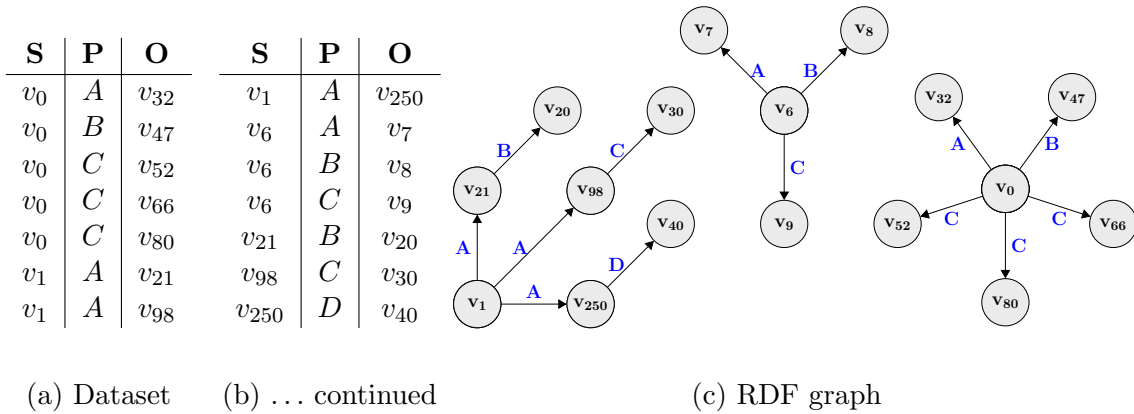 S P O
v0 A v32
v0 B v47
v0 C v52
v0 C v66
v0 C v80
v1 A v21
v1 A v98
(a) Dataset
S P O
v1 A v250
v6 A v7
v6 B v8
v6 C v9
v21 B v20
v98 C v30
v250 D v40
(b) … continued
v20
v30
B
C
v21
v98
v40
A
A
D
v1
A
v250
v7
v8
A
B
v6
C
v9
v32
v47
A
B
v0
v52
C
C
v66
C
v80
(c) RDF graph